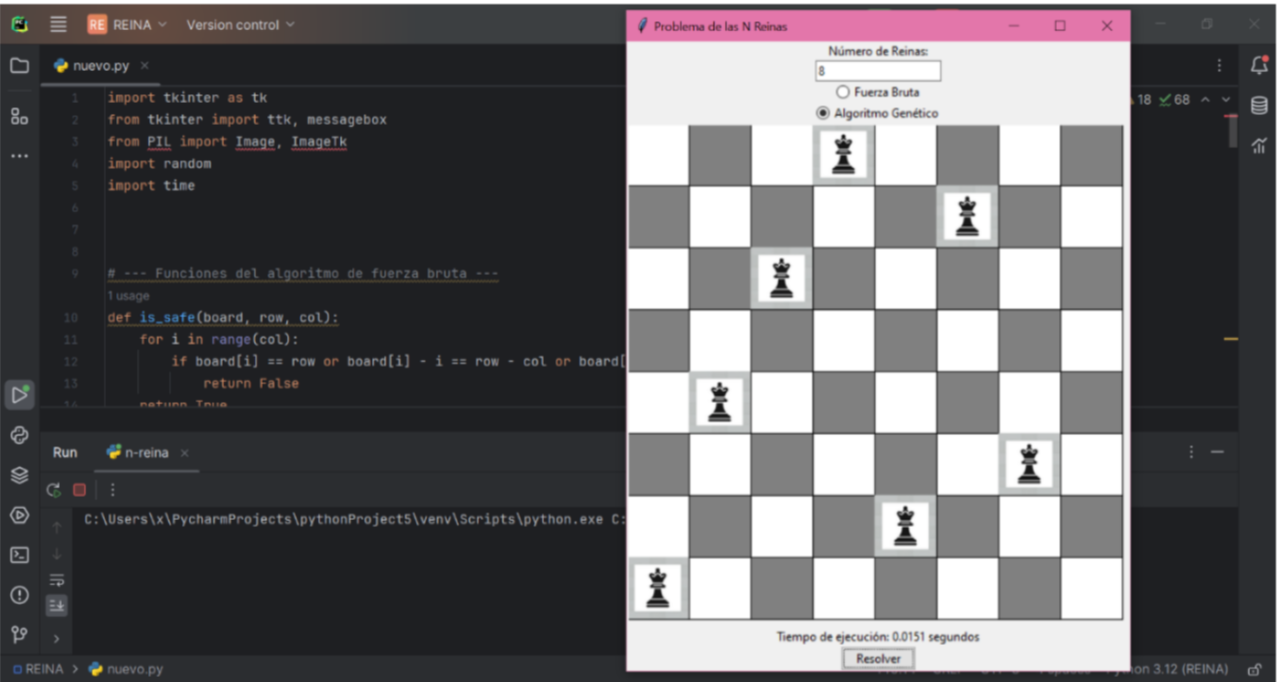 RE REINA Version control
nuevo.py
18 68
1 import tkinter as tk
2 from tkinter import ttk, messagebox
3 from PIL import Image, ImageTk
4 import random
5 import time
6
7
8
9 # --- Funciones del algoritmo de fuerza bruta ---
1 usage
10 def is_safe(board, row, col):
11 for i in range(col):
12 if board[i] == row or board[i] - i == row - col or board[
13 return False
14 return True
Run n-reina
C:\Users\x\PycharmProjects\pythonProject5\venv\Scripts\python.exe C:
REINA > nuevo.py
Python 3.12 (REINA)
Problema de las N Reinas
Número de Reinas:
8
Fuerza Bruta
Algoritmo Genético
Tiempo de ejecución: 0.0151 segundos
Resolver